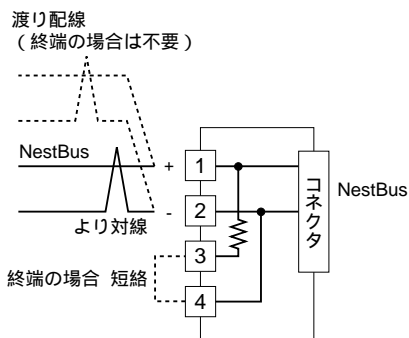 渡り配線
（終端の場合は不要）
NestBus
+
-
より対線
終端の場合 短絡
1
2
3
4
コネクタ
NestBus